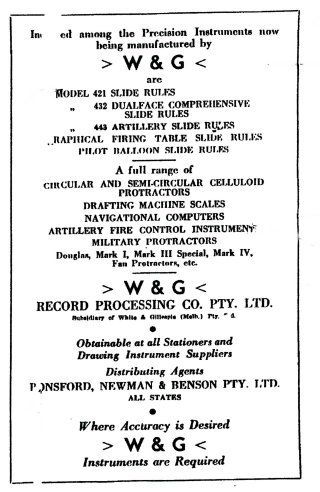 among the Precision Instruments now
being manufactured by
> W & G <
are
MODEL 421 SLIDE RULES
„ 432 DUALFACE COMPREHENSIVE
SLIDE RULES
„ 443 ARTILLERY SLIDE RULES
RAPHICAL FIRING TABLE SLIDE RULES
PILOT BALLOON SLIDE RULES
A full range of
CIRCULAR AND SEMI-CIRCULAR CELLULOID
PROTRACTORS
DRAFTING MACHINE SCALES
NAVIGATIONAL COMPUTERS
ARTILLERY FIRE CONTROL INSTRUMENT
MILITARY PROTRACTORS
Douglas, Mark I, Mark III Special, Mark IV,
Fan Protractors, etc.
> W & G <
RECORD PROCESSING CO. PTY. LTD.
Subsidiary of White & Gillespie (Melb.) Pty.
Obtainable at all Stationers and
Drawing Instrument Suppliers
Distributing Agents
RONSFORD, NEWMAN & BENSON PTY. LTD.
ALL STATES
Where Accuracy is Desired
> W & G <
Instruments are Required